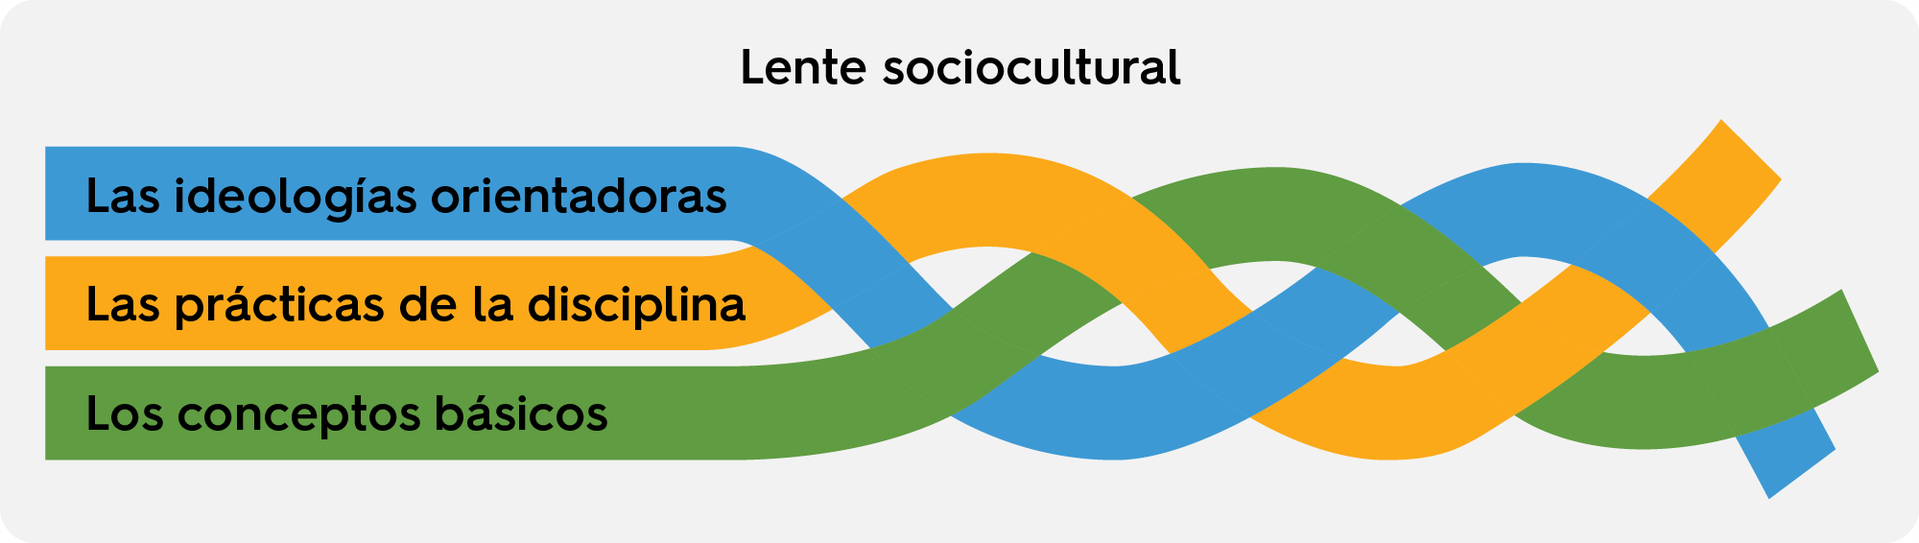 Lente sociocultural
Las ideologías orientadoras
Las prácticas de la disciplina
Los conceptos básicos